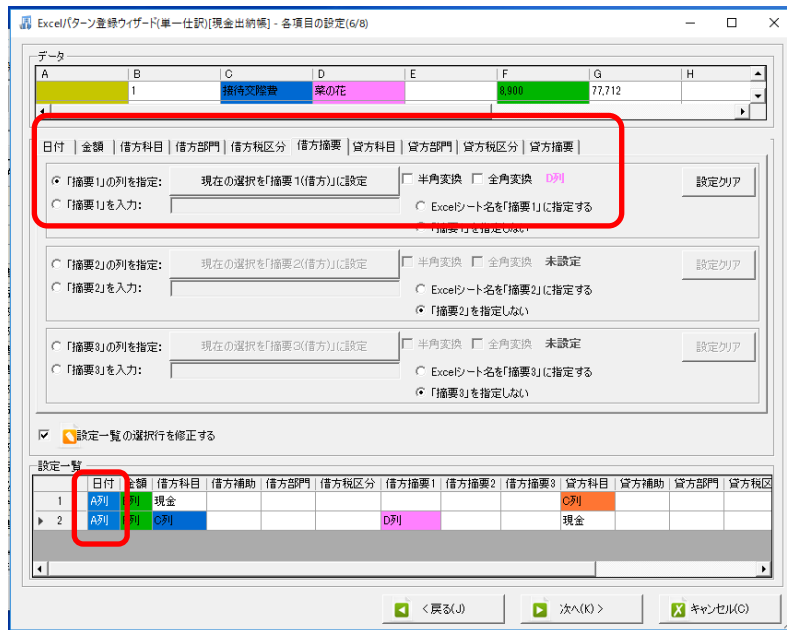 Excelパターン登録ウィザード(単一仕訳)[現金出納帳] - 各項目の設定(6/8)
データ
A B C D E F G H
1 接待交際費 菜の花 8,900 77,712
日付 金額 借方科目 借方部門 借方税区分 借方摘要 貸方科目 貸方部門 貸方税区分 貸方摘要
「摘要1」の列を指定: 現在の選択を「摘要1(借方)」に設定 半角変換 全角変換 D列 設定クリア
「摘要1」を入力: Excelシート名を「摘要1」に指定する
「摘要1」を指定しない
「摘要2」の列を指定: 現在の選択を「摘要2(借方)」に設定 半角変換 全角変換 未設定 設定クリア
「摘要2」を入力: Excelシート名を「摘要2」に指定する
「摘要2」を指定しない
「摘要3」の列を指定: 現在の選択を「摘要3(借方)」に設定 半角変換 全角変換 未設定 設定クリア
「摘要3」を入力: Excelシート名を「摘要3」に指定する
「摘要3」を指定しない
設定一覧の選択行を修正する
設定一覧
日付 金額 借方科目 借方補助 借方部門 借方税区分 借方摘要1 借方摘要2 借方摘要3 貸方科目 貸方補助 貸方部門 貸方税区
1 A列 列 現金 C列
2 A列 列 C列 D列 現金
< 戻る(J) 次へ(K) > キャンセル(C)